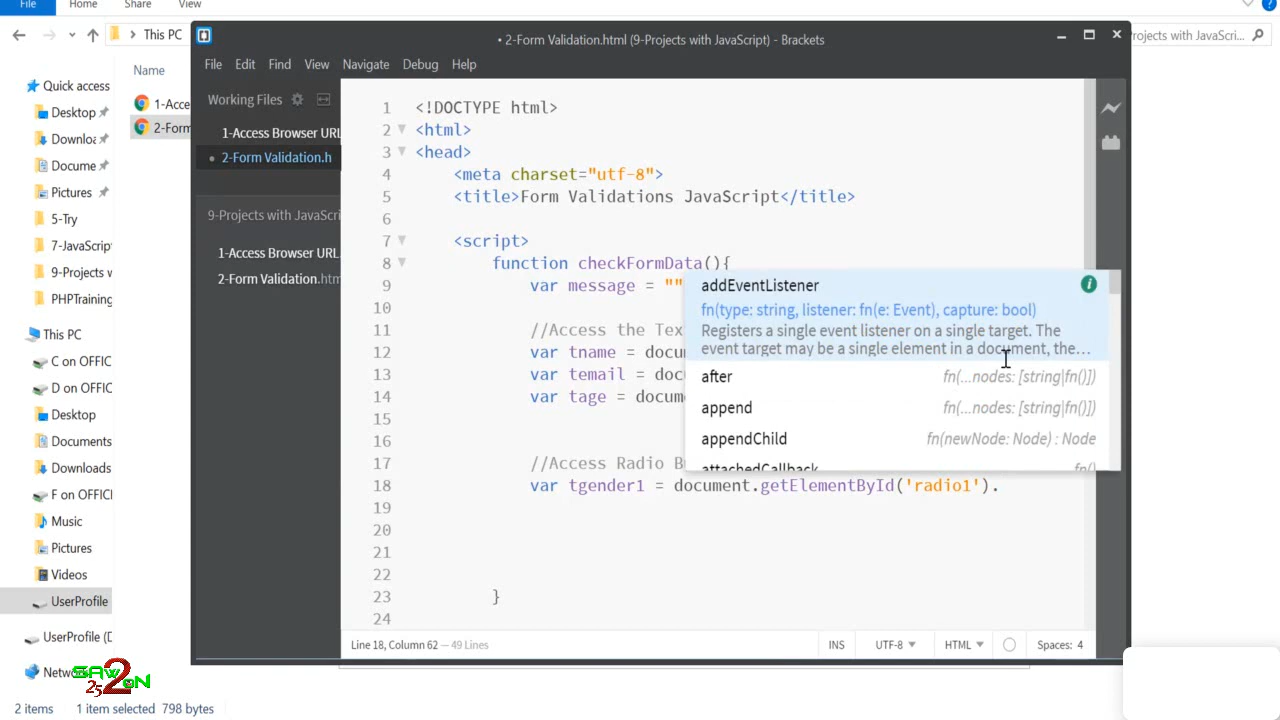 File
Home
Share
View
This PC
rojects with JavaScri...
Name
Quick access
Desktop
Downloa
Docume
Pictures
5-Try
7-JavaScrip
9-Projects w
PHPTraining
This PC
C on OFFIC
D on OFFIC
Desktop
Documents
Downloads
F on OFFIC
Music
Pictures
Videos
UserProfile
UserProfile (D
Netwo
2 items 1 item selected 798 bytes
1-Acce
2-Form
• 2-Form Validation.html (9-Projects with JavaScript) - Brackets
File Edit Find View Navigate Debug Help
Working Files
1-Access Browser URL
2-Form Validation.h
9-Projects with JavaScri
1-Access Browser URL.
2-Form Validation.htm
1 <!DOCTYPE html>
2 <html>
3 <head>
4 <meta charset="utf-8">
5 <title>Form Validations JavaScript</title>
6
7 <script>
8 function checkFormData(){
9 var message = ""
10
11 //Access the Tex
12 var tname = docu
13 var temail = doc
14 var tage = docum
15
16
17 //Access Radio B
18 var tgender1 = document.getElementById('radio1').
19
20
21
22
23 }
24
addEventListener
fn(type: string, listener: fn(e: Event), capture: bool)
Registers a single event listener on a single target. The
event target may be a single element in a document, the...
after fn(...nodes: [string|fn()])
append fn(...nodes: [string|fn()])
appendChild fn(newNode: Node) : Node
attachedCallback fn()
Line 18, Column 62 — 49 Lines
INS UTF-8 HTML Spaces: 4